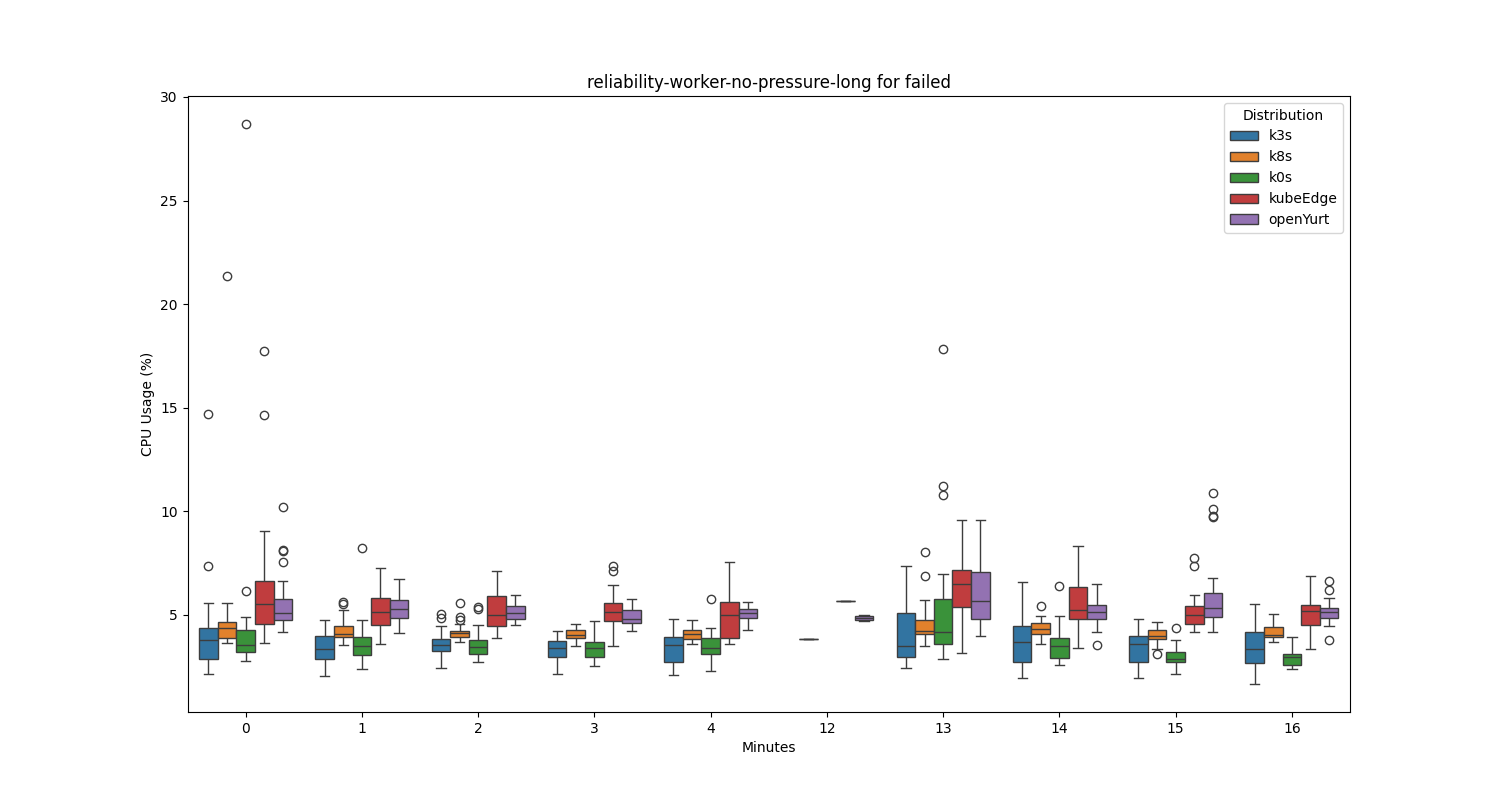 reliability-worker-no-pressure-long for failed
30
25
20
15
10
5
CPU Usage (%)
Distribution
k3s
k8s
k0s
kubeEdge
openYurt
0 1 2 3 4 12 13 14 15 16
Minutes